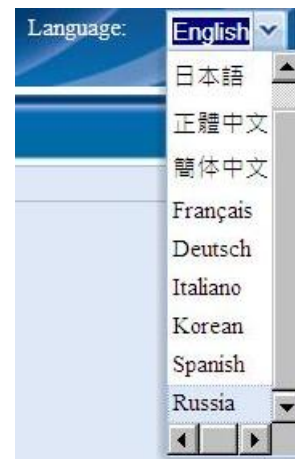 Language: English
日本語
正體中文
簡体中文
Français
Deutsch
Italiano
Korean
Spanish
Russia